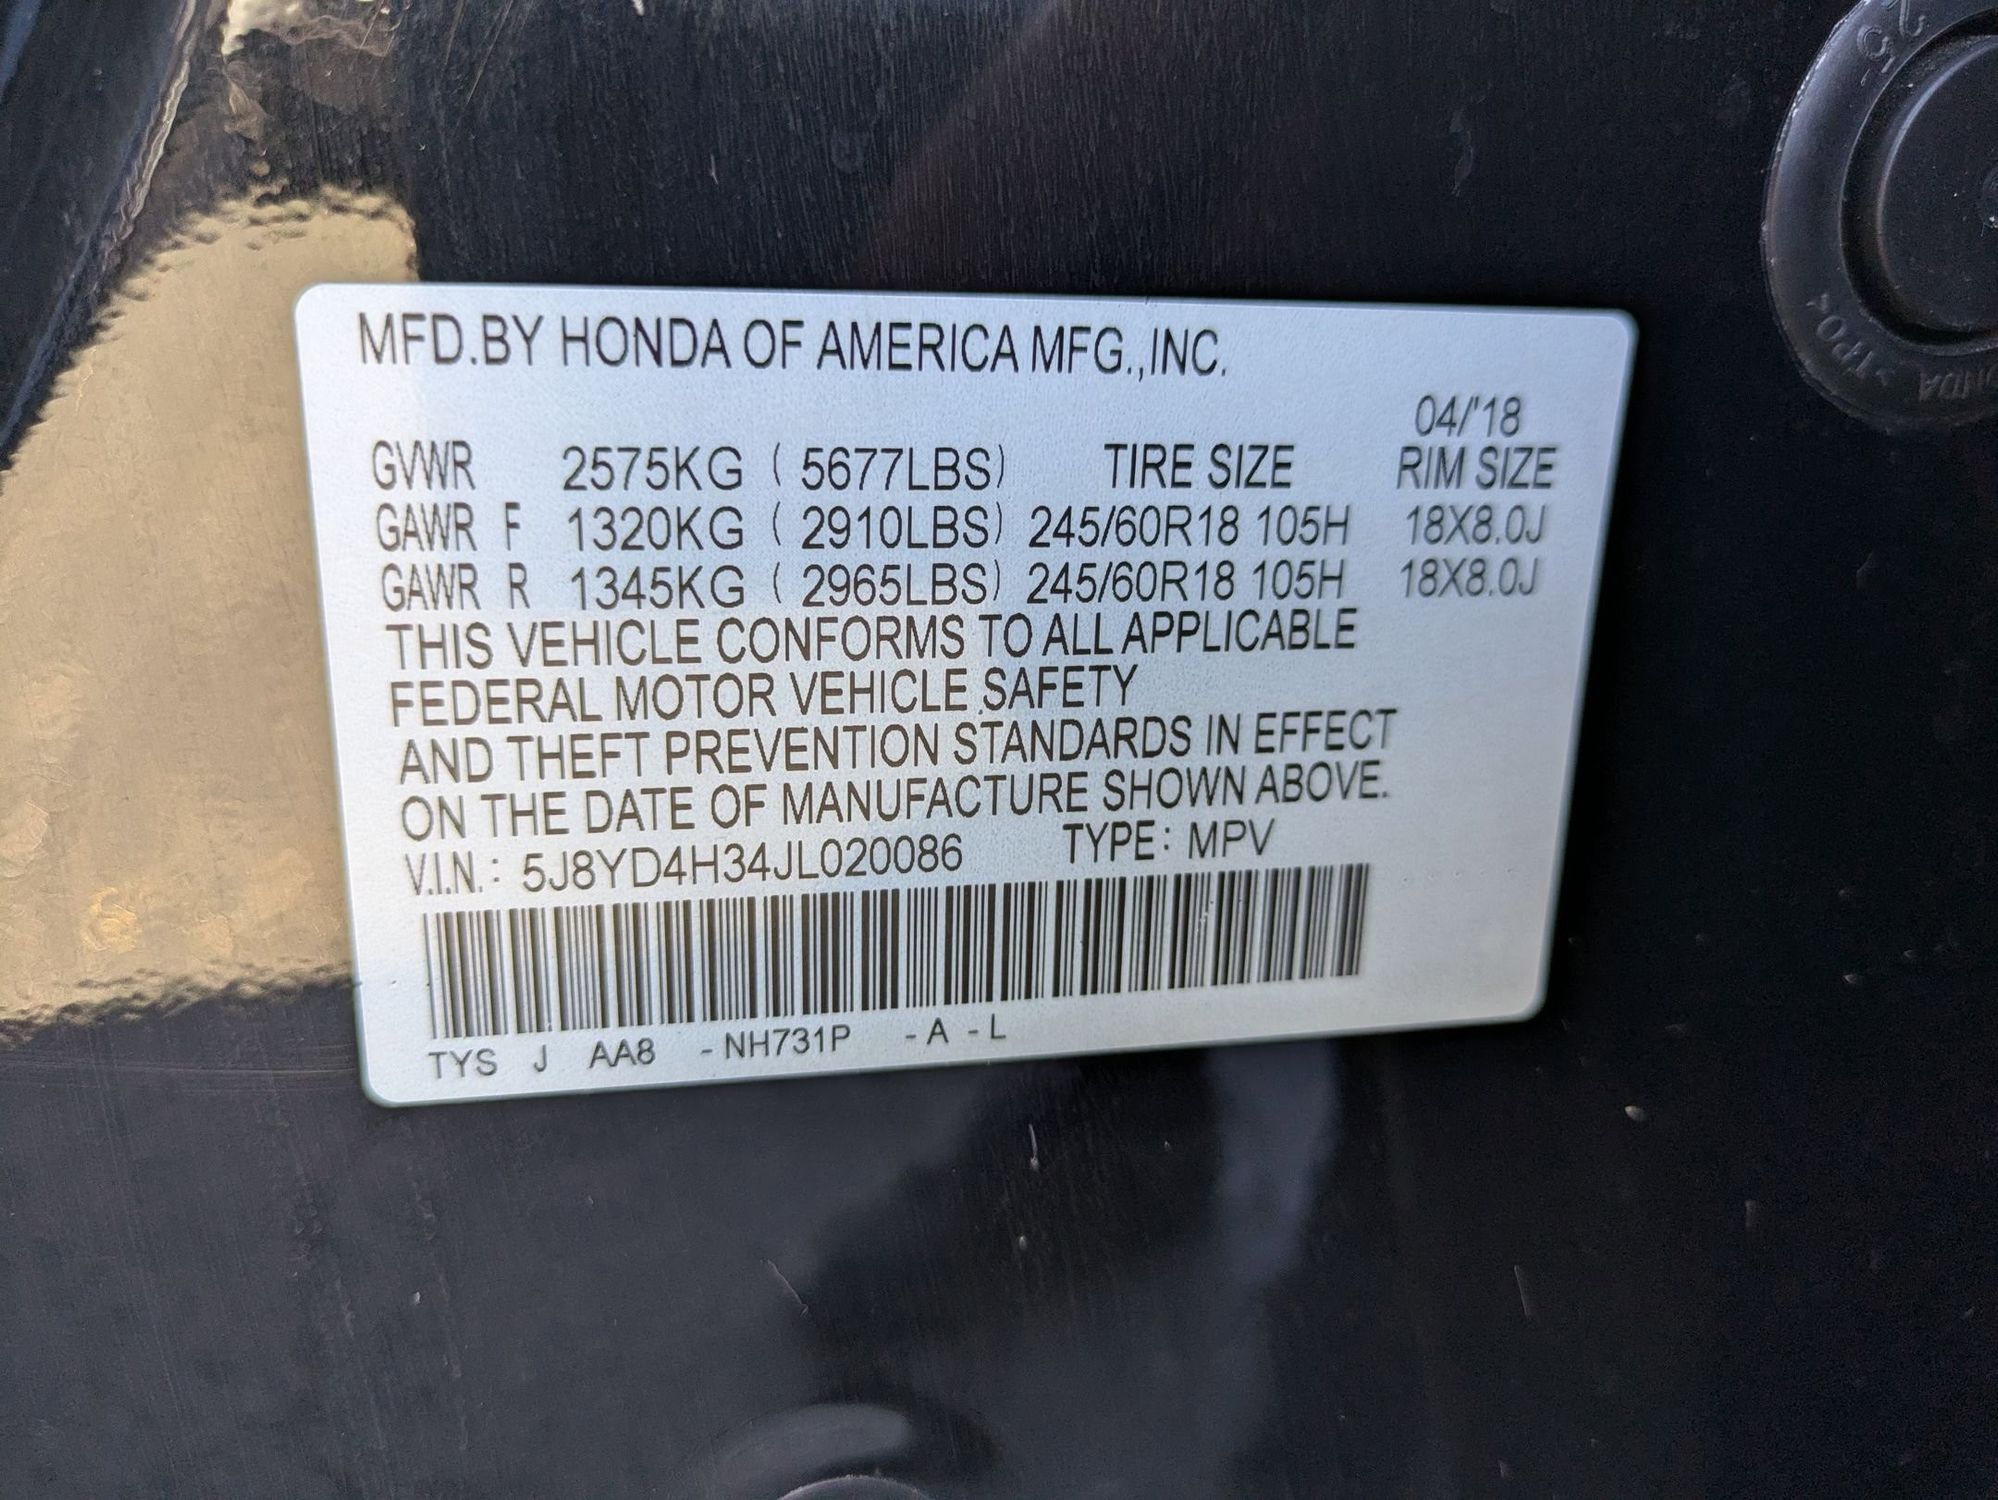 MFD.BY HONDA OF AMERICA MFG.,INC.
04/'18
GVWR 2575KG ( 5677LBS) TIRE SIZE RIM SIZE
GAWR F 1320KG ( 2910LBS) 245/60R18 105H 18X8.0J
GAWR R 1345KG ( 2965LBS) 245/60R18 105H 18X8.0J
THIS VEHICLE CONFORMS TO ALL APPLICABLE
FEDERAL MOTOR VEHICLE SAFETY
AND THEFT PREVENTION STANDARDS IN EFFECT
ON THE DATE OF MANUFACTURE SHOWN ABOVE.
V.I.N.: 5J8YD4H34JL020086 TYPE: MPV
TYS J AA8 -NH731P -A -L
25
>TPO<